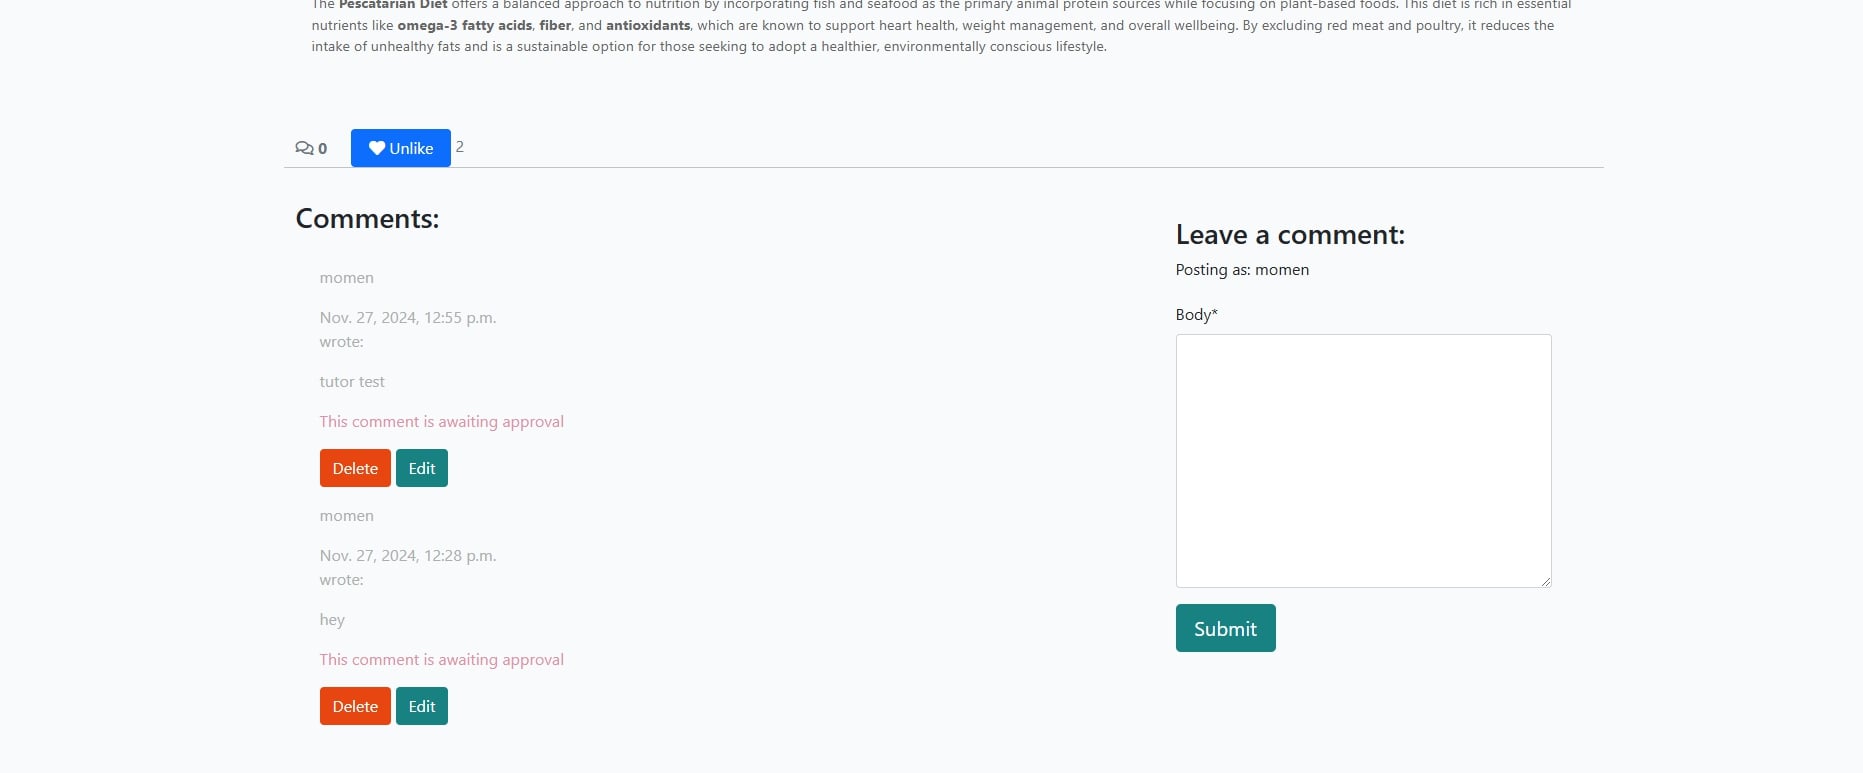 The Pescatarian Diet offers a balanced approach to nutrition by incorporating fish and seafood as the primary animal protein sources while focusing on plant-based foods. This diet is rich in essential
nutrients like omega-3 fatty acids, fiber, and antioxidants, which are known to support heart health, weight management, and overall wellbeing. By excluding red meat and poultry, it reduces the
intake of unhealthy fats and is a sustainable option for those seeking to adopt a healthier, environmentally conscious lifestyle.
0 Unlike 2
Comments:
momen
Nov. 27, 2024, 12:55 p.m.
wrote:
tutor test
This comment is awaiting approval
Delete Edit
momen
Nov. 27, 2024, 12:28 p.m.
wrote:
hey
This comment is awaiting approval
Delete Edit
Leave a comment:
Posting as: momen
Body*
Submit